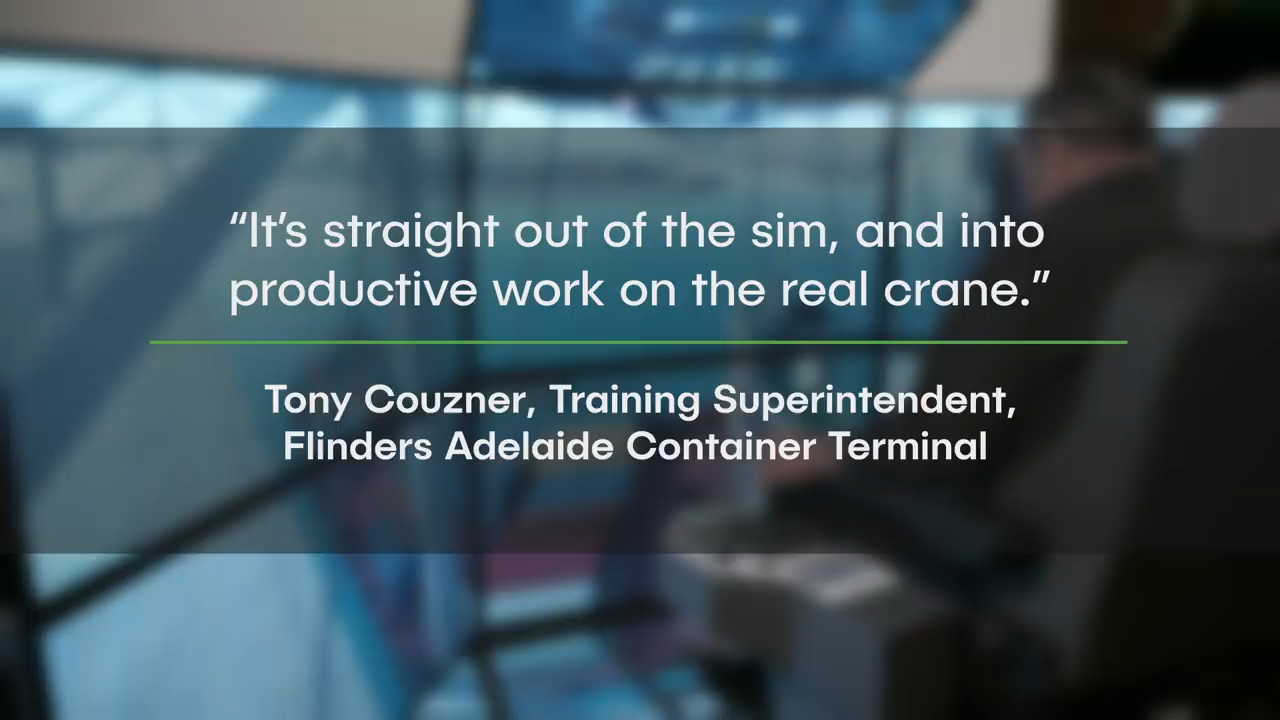 “It’s straight out of the sim, and into
productive work on the real crane.”
Tony Couzner, Training Superintendent,
Flinders Adelaide Container Terminal